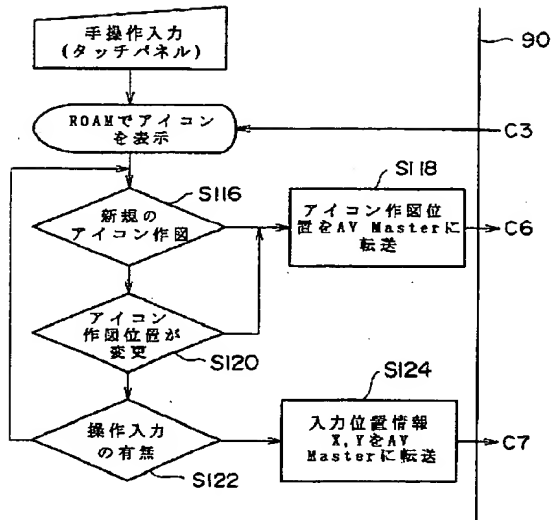 手操作入力
(タッチパネル)
90
ROAMでアイコン
を表示
C3
S116
新規の
アイコン作図
S118
アイコン作図位
置をAV Masterに
転送
C6
アイコン
作図位置が
変更
S120
S124
操作入力
の有無
S122
入力位置情報
X,YをAV
Masterに転送
C7